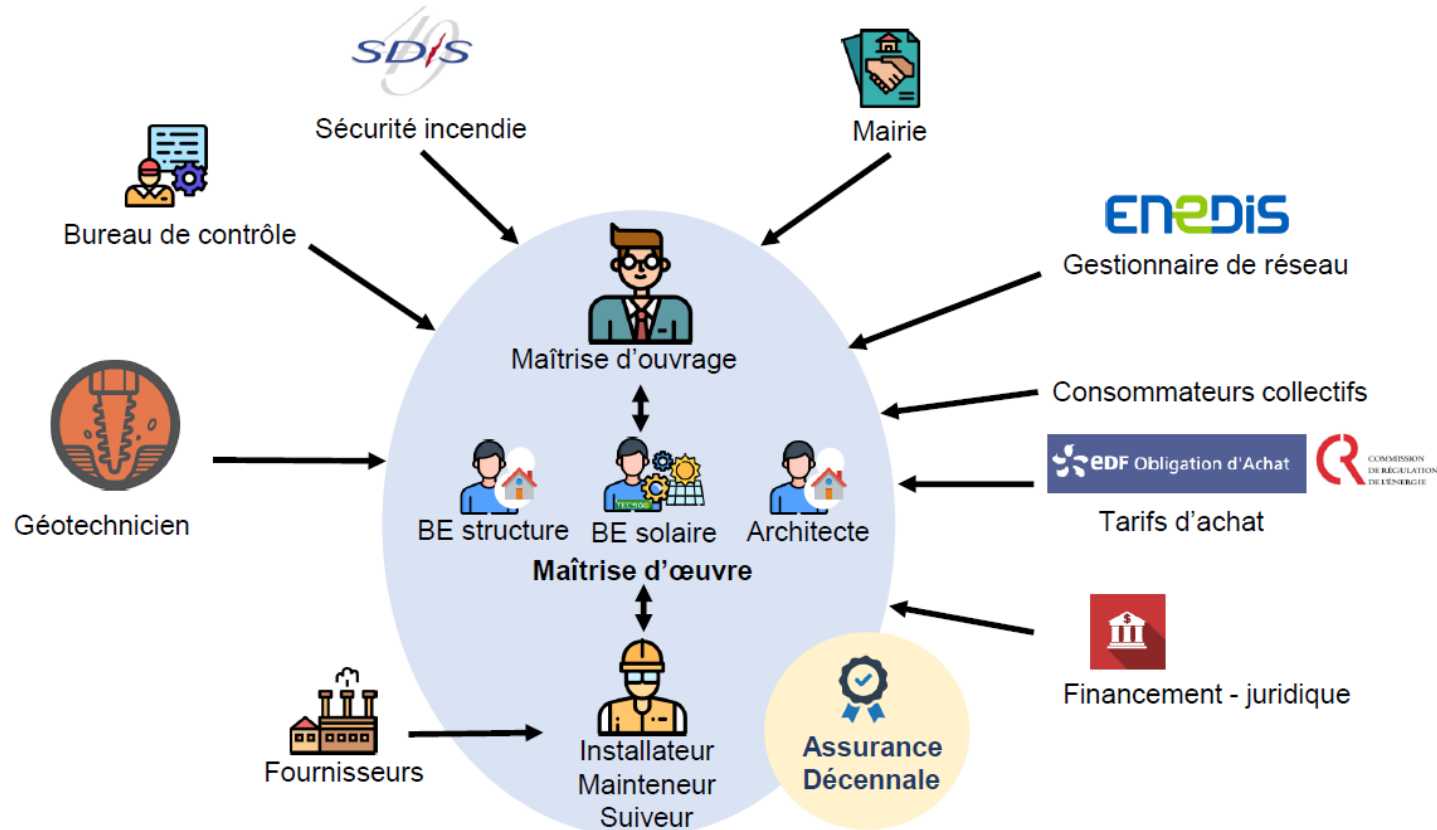 SDIS
40
Sécurité incendie
Mairie
Bureau de contrôle
ENEDIS
Gestionnaire de réseau
Maîtrise d'ouvrage
Consommateurs collectifs
EDF Obligation d'Achat
COMMISSION
DE RÉGULATION
DE L'ÉNERGIE
Tarifs d'achat
Géotechnicien
TECSOL
BE structure
BE solaire
Architecte
Maîtrise d'œuvre
Financement - juridique
Fournisseurs
Installateur
Mainteneur
Suiveur
Assurance
Décennale